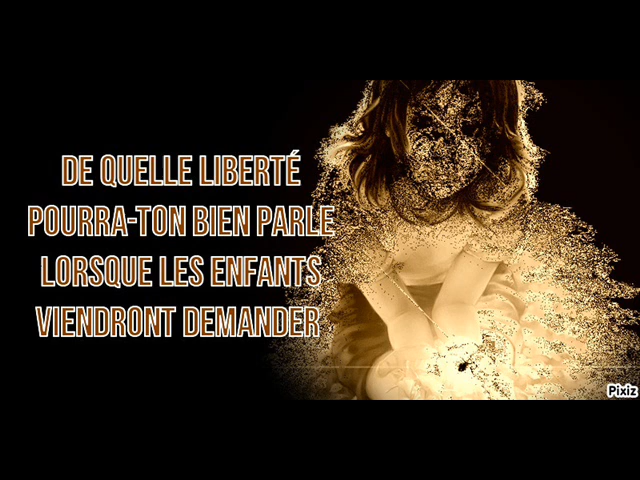 DE QUELLE LIBERTÉ
POURRA-TON BIEN PARLE
LORSQUE LES ENFANTS
VIENDRONT DEMANDER
Pixiz